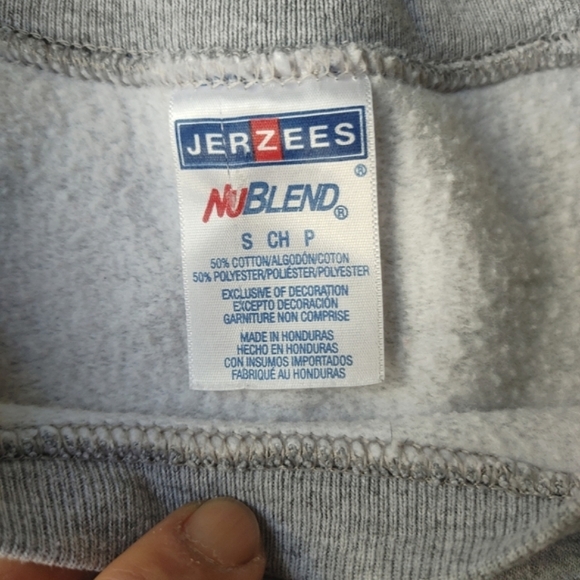 JERZEES
®
NUBLEND®
S CH P
50% COTTON/ALGODÓN/COTON
50% POLYESTER/POLIÉSTER/POLYESTER
EXCLUSIVE OF DECORATION
EXCEPTO DECORACIÓN
GARNITURE NON COMPRISE
MADE IN HONDURAS
HECHO EN HONDURAS
CON INSUMOS IMPORTADOS
FABRIQUÉ AU HONDURAS